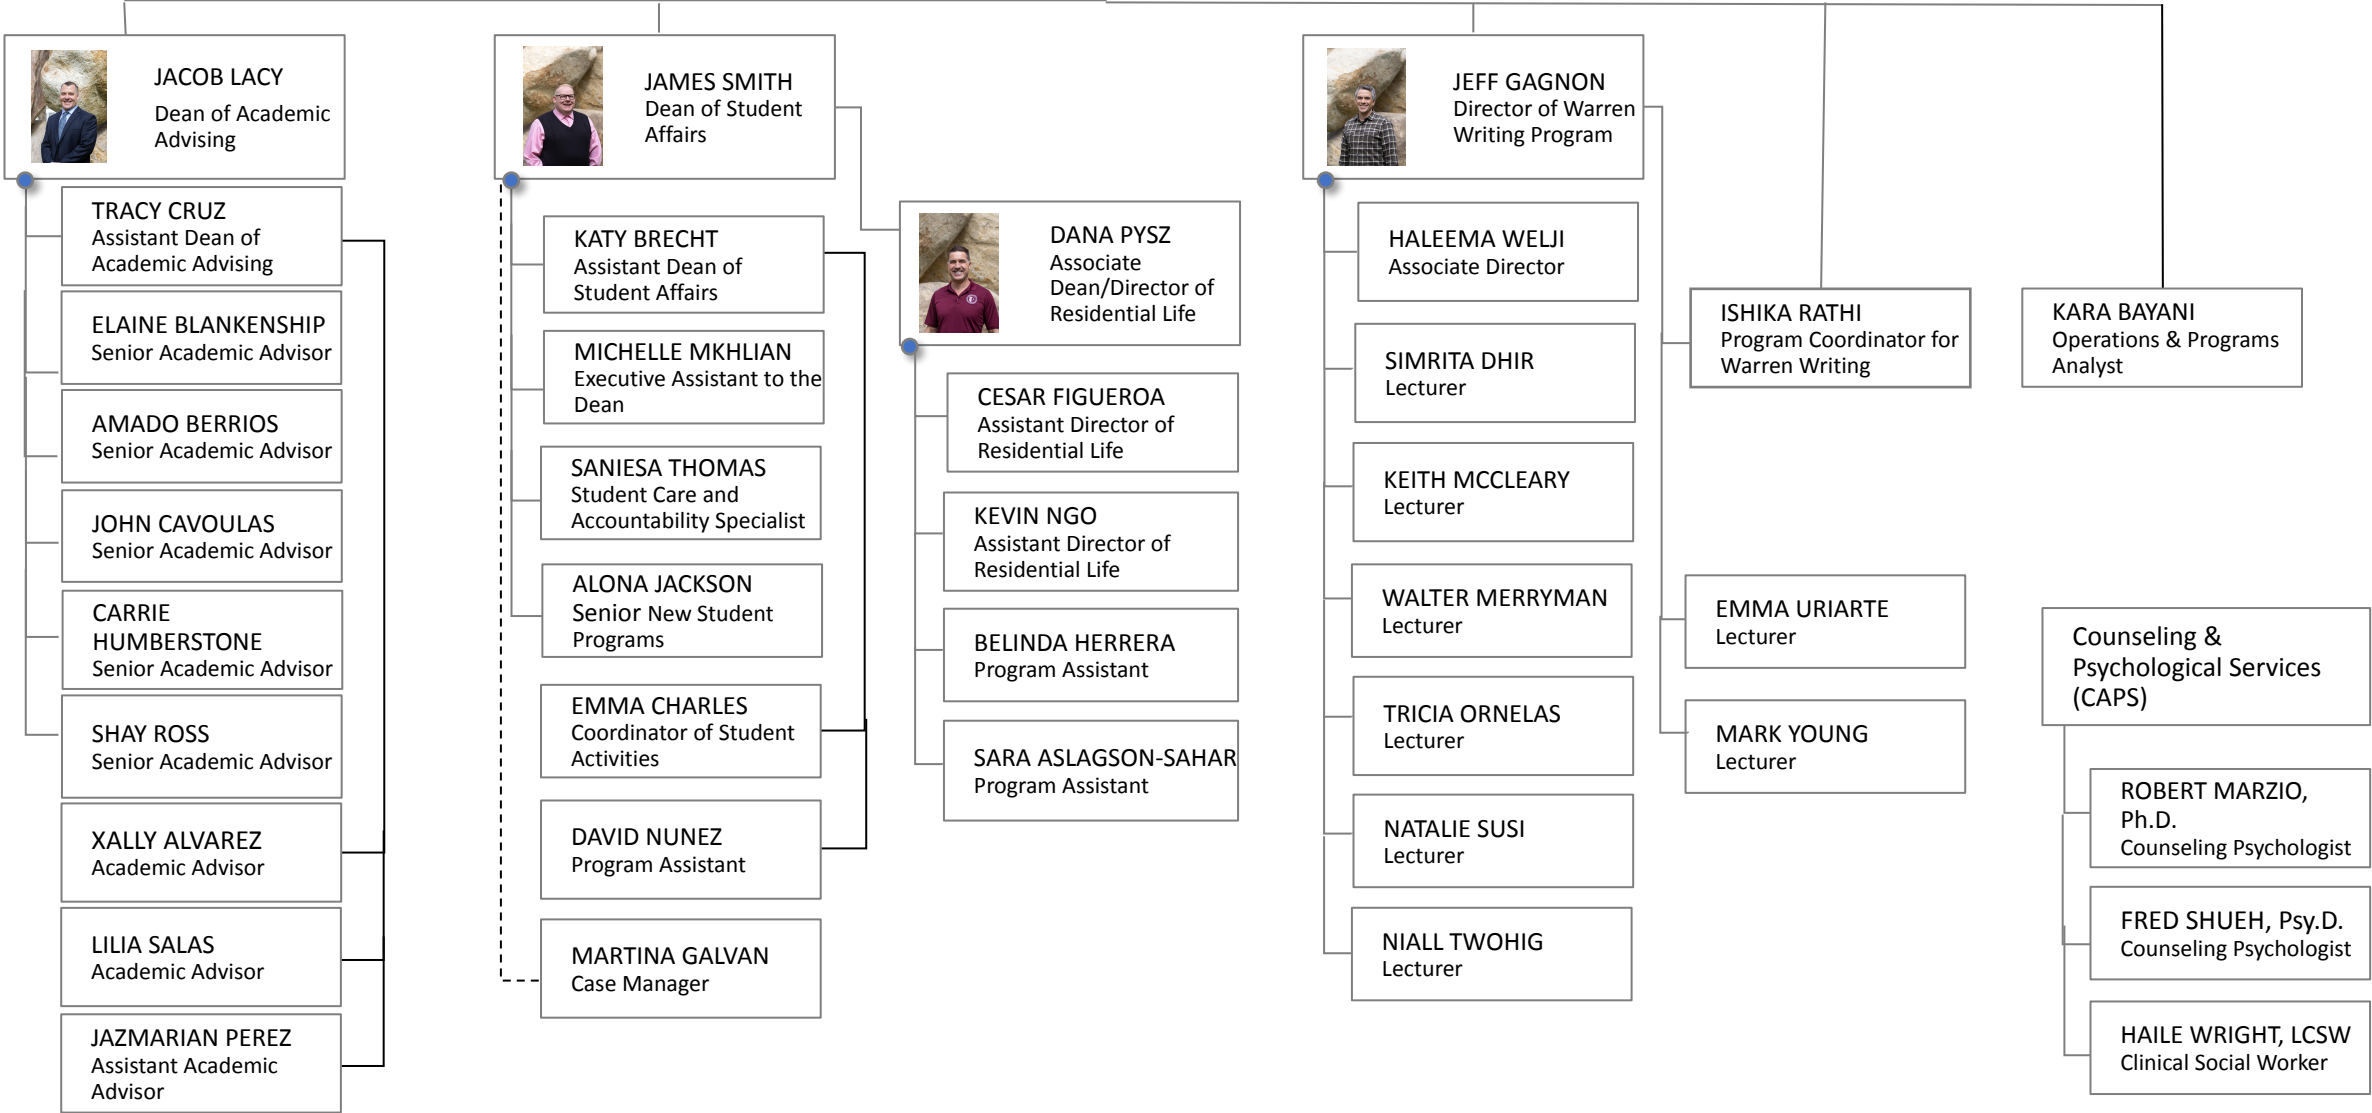 JACOB LACY
Dean of Academic
Advising
TRACY CRUZ
Assistant Dean of
Academic Advising
ELAINE BLANKENSHIP
Senior Academic Advisor
AMADO BERRIOS
Senior Academic Advisor
JOHN CAVOULAS
Senior Academic Advisor
CARRIE
HUMBERSTONE
Senior Academic Advisor
SHAY ROSS
Senior Academic Advisor
XALLY ALVAREZ
Academic Advisor
LILIA SALAS
Academic Advisor
JAZMARIAN PEREZ
Assistant Academic
Advisor
JAMES SMITH
Dean of Student
Affairs
KATY BRECHT
Assistant Dean of
Student Affairs
MICHELLE MKHLIAN
Executive Assistant to the
Dean
SANIESA THOMAS
Student Care and
Accountability Specialist
ALONA JACKSON
Senior New Student
Programs
EMMA CHARLES
Coordinator of Student
Activities
DAVID NUNEZ
Program Assistant
MARTINA GALVAN
Case Manager
DANA PYSZ
Associate
Dean/Director of
Residential Life
CESAR FIGUEROA
Assistant Director of
Residential Life
KEVIN NGO
Assistant Director of
Residential Life
BELINDA HERRERA
Program Assistant
SARA ASLAGSON-SAHAR
Program Assistant
JEFF GAGNON
Director of Warren
Writing Program
HALEEMA WELJI
Associate Director
SIMRITA DHIR
Lecturer
KEITH MCCLEARY
Lecturer
WALTER MERRYMAN
Lecturer
TRICIA ORNELAS
Lecturer
NATALIE SUSI
Lecturer
NIALL TWOHIG
Lecturer
ISHIKA RATHI
Program Coordinator for
Warren Writing
EMMA URIARTE
Lecturer
MARK YOUNG
Lecturer
KARA BAYANI
Operations & Programs
Analyst
Counseling &
Psychological Services
(CAPS)
ROBERT MARZIO,
Ph.D.
Counseling Psychologist
FRED SHUEH, Psy.D.
Counseling Psychologist
HAILE WRIGHT, LCSW
Clinical Social Worker